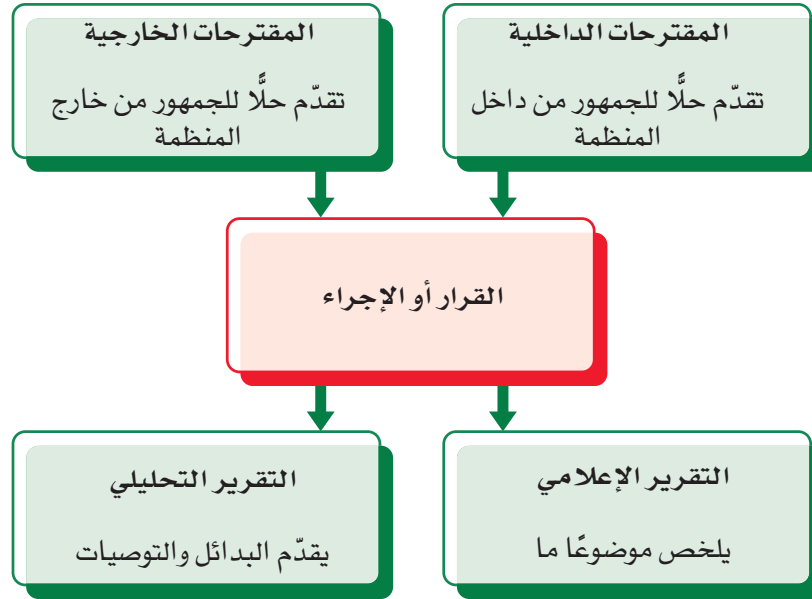 المقترحات الداخلية
تقدّم حلًّا للجمهور من داخل
المنظمة
المقترحات الخارجية
تقدّم حلًّا للجمهور من خارج
المنظمة
القرار أو الإجراء
التقرير الإعلامي
يلخص موضوعًا ما
التقرير التحليلي
يقدّم البدائل والتوصيات